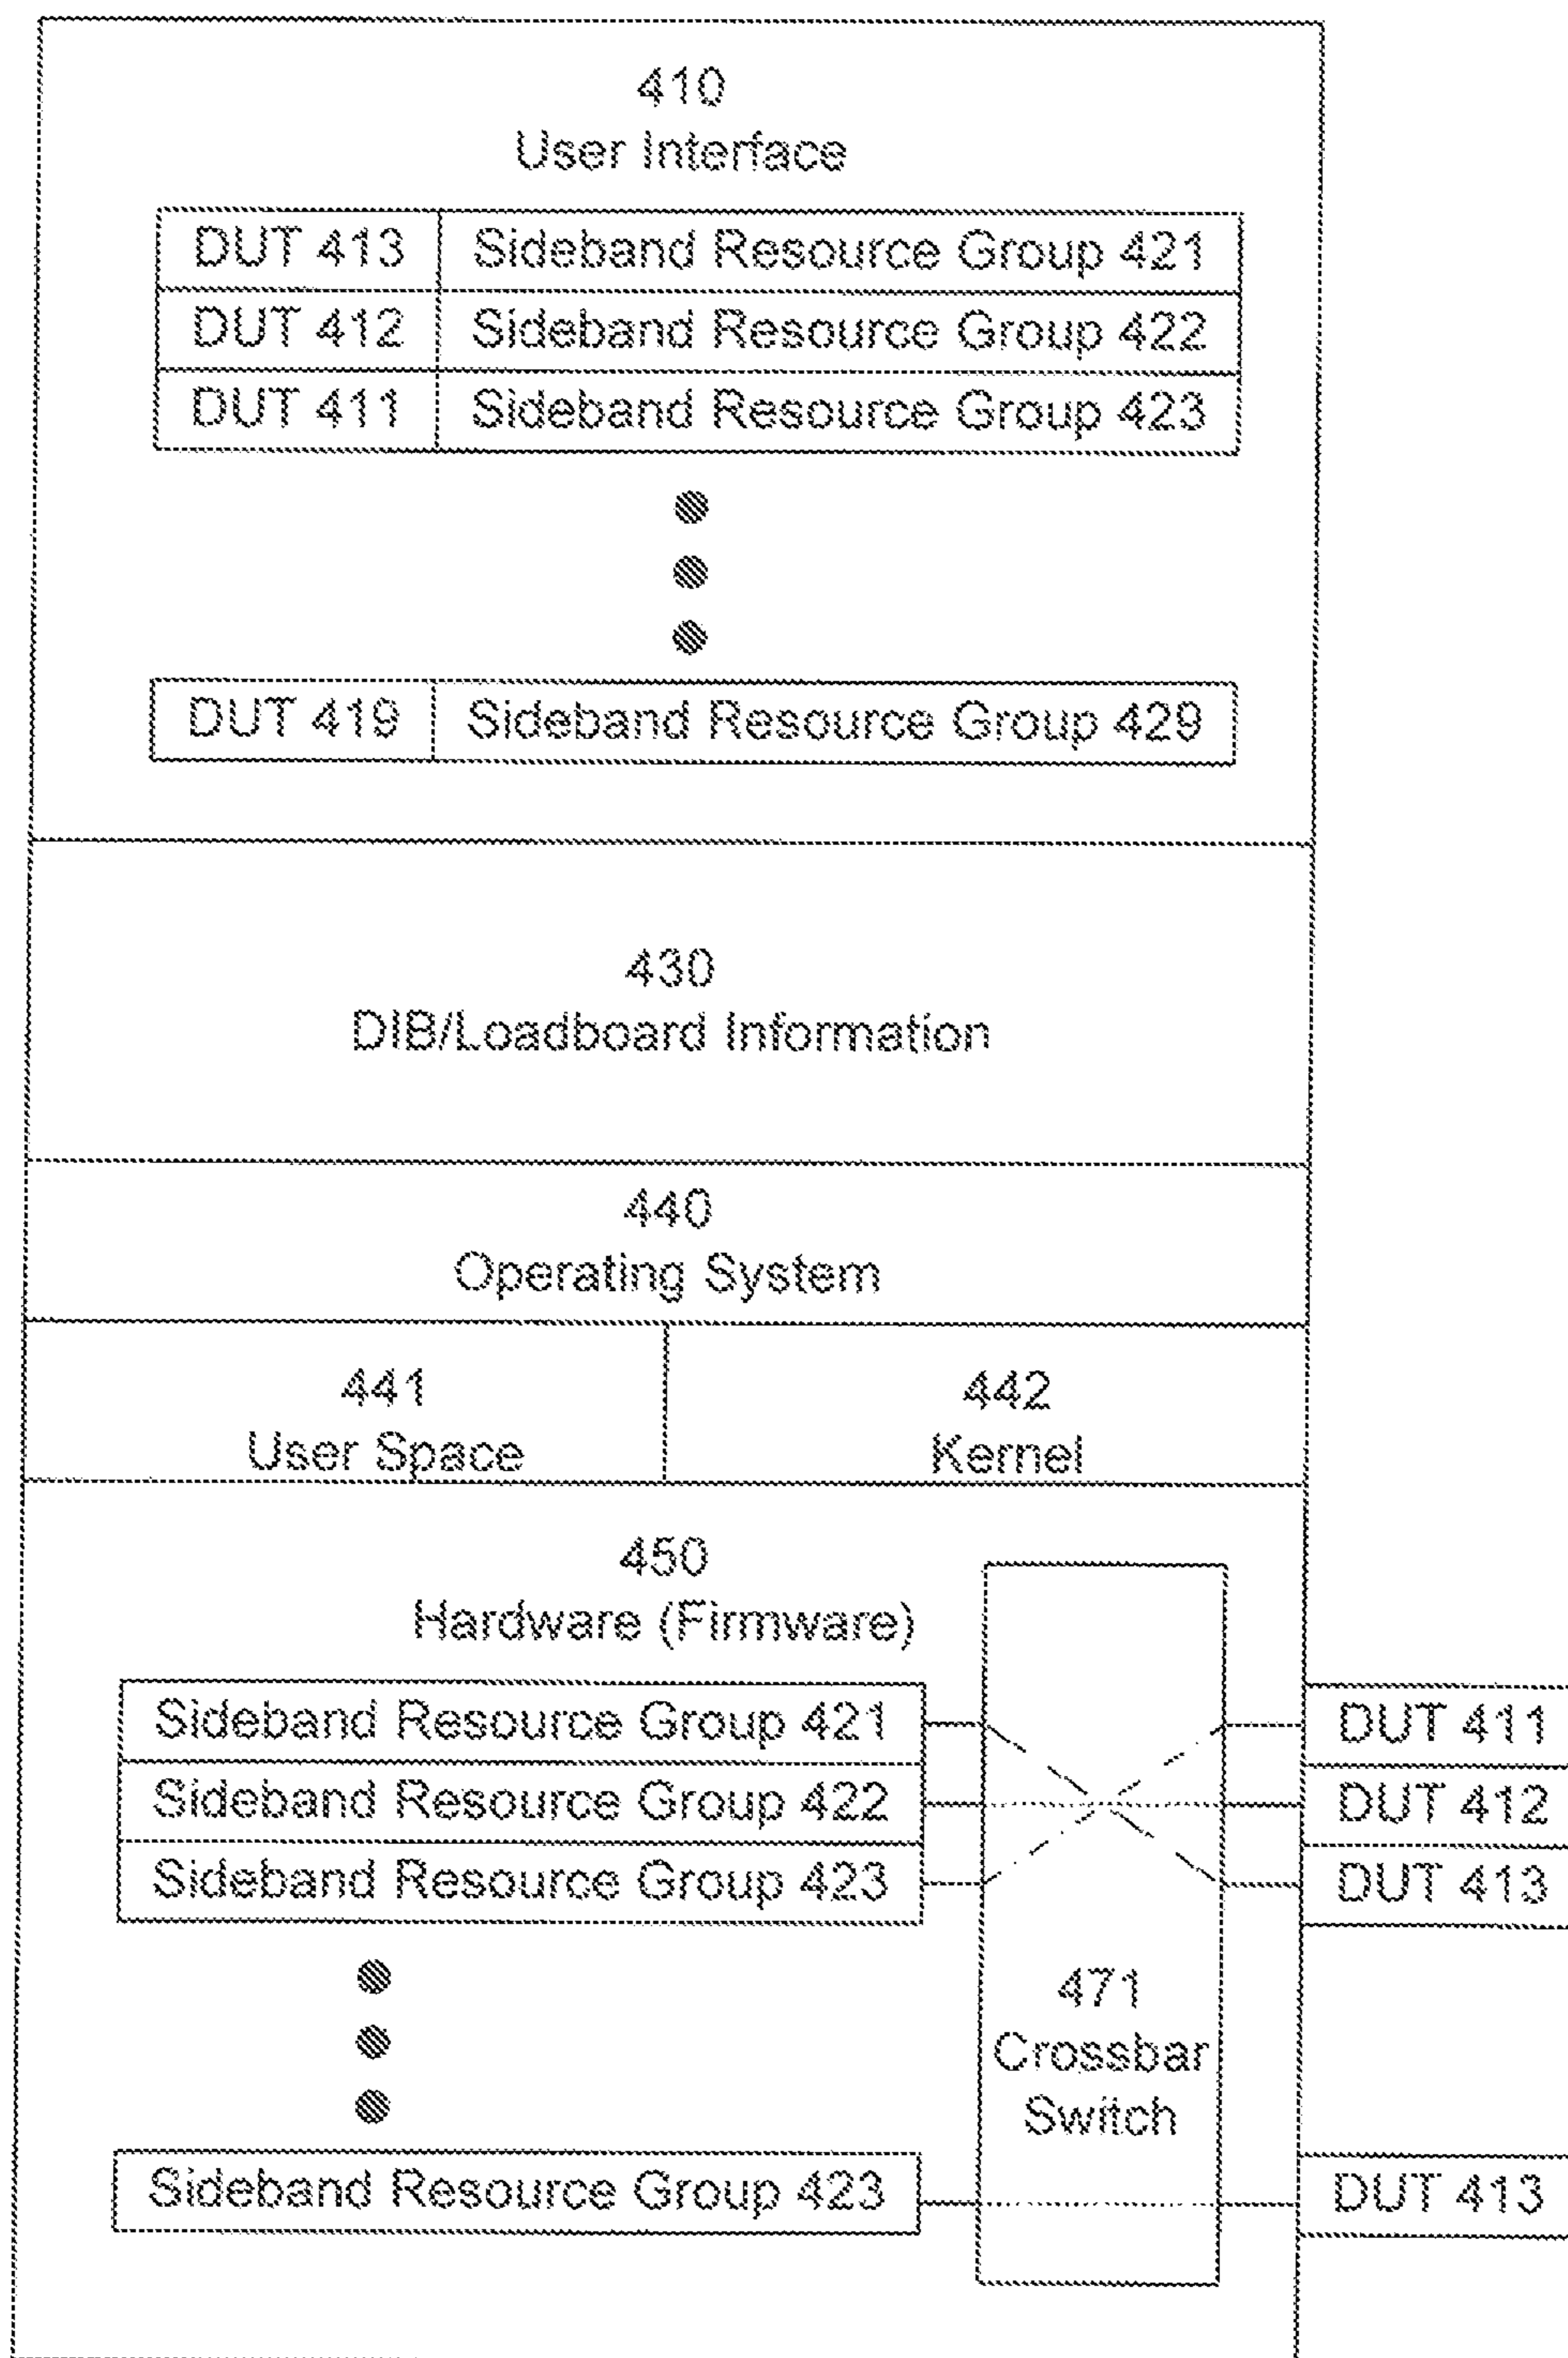 410
User Interface
DUT 413 Sideband Resource Group 421
DUT 412 Sideband Resource Group 422
DUT 411 Sideband Resource Group 423
DUT 419 Sideband Resource Group 429
430
DIB/Loadboard Information
440
Operating System
441
User Space
442
Kernel
450
Hardware (Firmware)
Sideband Resource Group 421
DUT 411
Sideband Resource Group 422
DUT 412
Sideband Resource Group 423
DUT 413
471
Crossbar
Switch
Sideband Resource Group 423
DUT 413